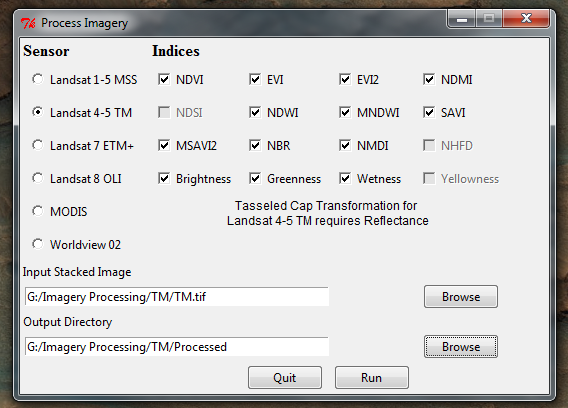 Process Imagery
Sensor Indices
Landsat 1-5 MSS NDVI EVI EVI2 NDMI
Landsat 4-5 TM NDSI NDWI MNDWI SAVI
Landsat 7 ETM+ MSAVI2 NBR NMDI NHFD
Landsat 8 OLI Brightness Greenness Wetness Yellowness
MODIS
Tasseled Cap Transformation for
Landsat 4-5 TM requires Reflectance
Worldview 02
Input Stacked Image
G:/Imagery Processing/TM/TM.tif Browse
Output Directory
G:/Imagery Processing/TM/Processed Browse
Quit Run